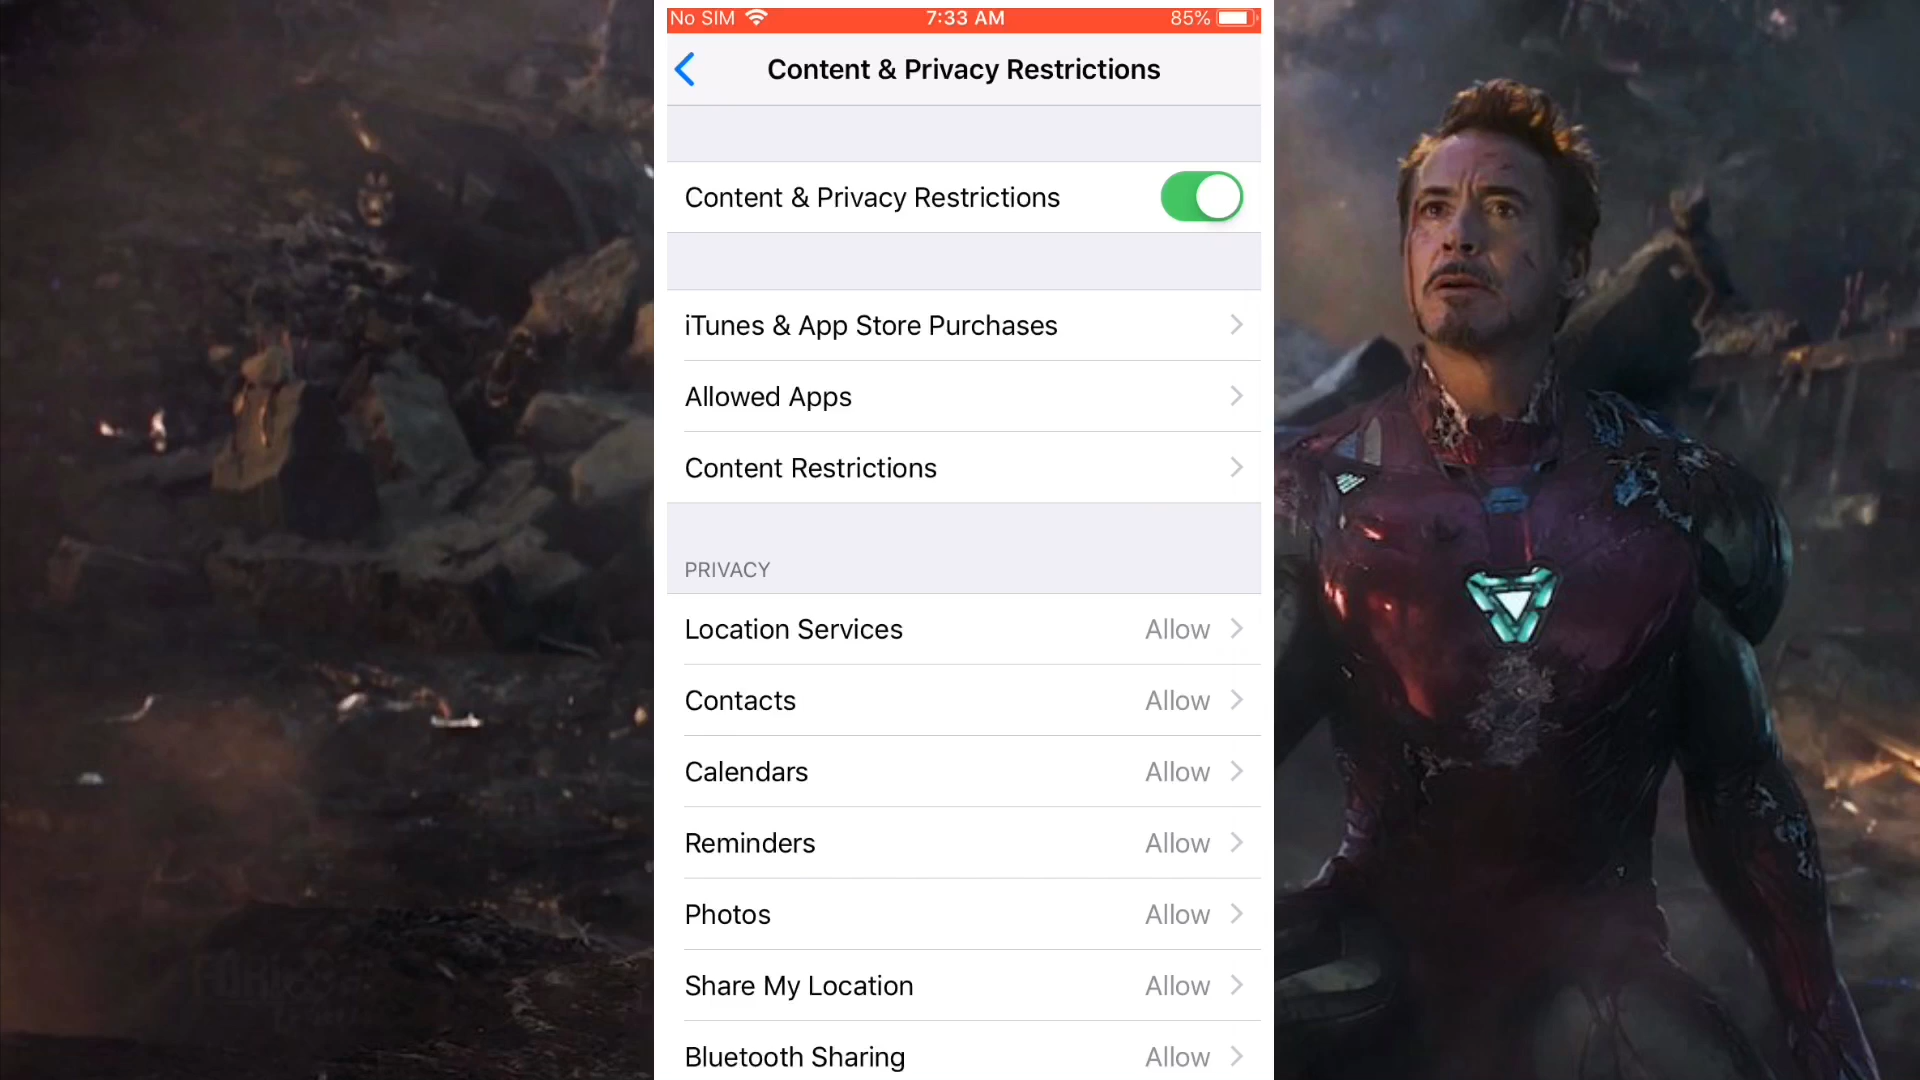 No SIM 7:33 AM 85%
Content & Privacy Restrictions
Content & Privacy Restrictions
iTunes & App Store Purchases
Allowed Apps
Content Restrictions
PRIVACY
Location Services Allow
Contacts Allow
Calendars Allow
Reminders Allow
Photos Allow
Share My Location Allow
Bluetooth Sharing Allow